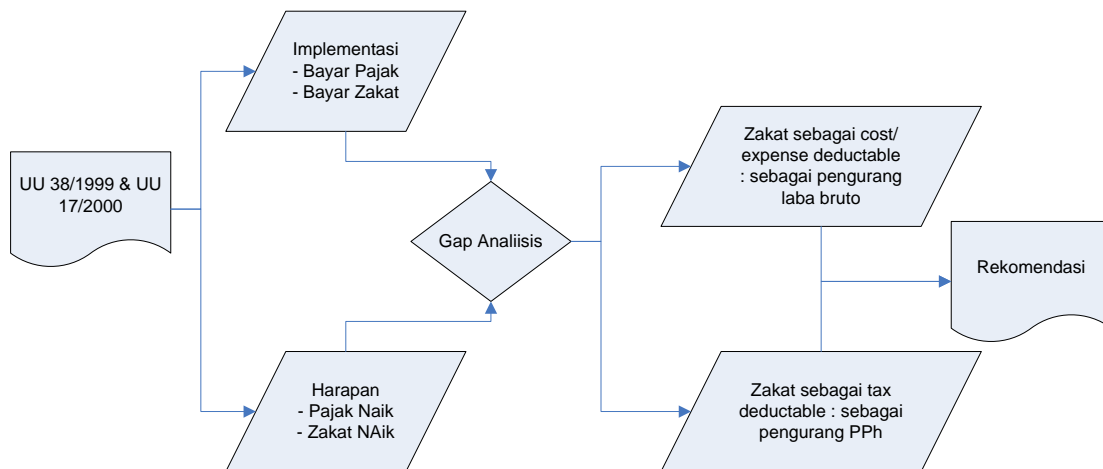 Implementasi
- Bayar Pajak
- Bayar Zakat
UU 38/1999 & UU
17/2000
Gap Analiisis
Harapan
- Pajak Naik
- Zakat NAik
Zakat sebagai cost/
expense deductable
: sebagai pengurang
laba bruto
Zakat sebagai tax
deductable : sebagai
pengurang PPh
Rekomendasi